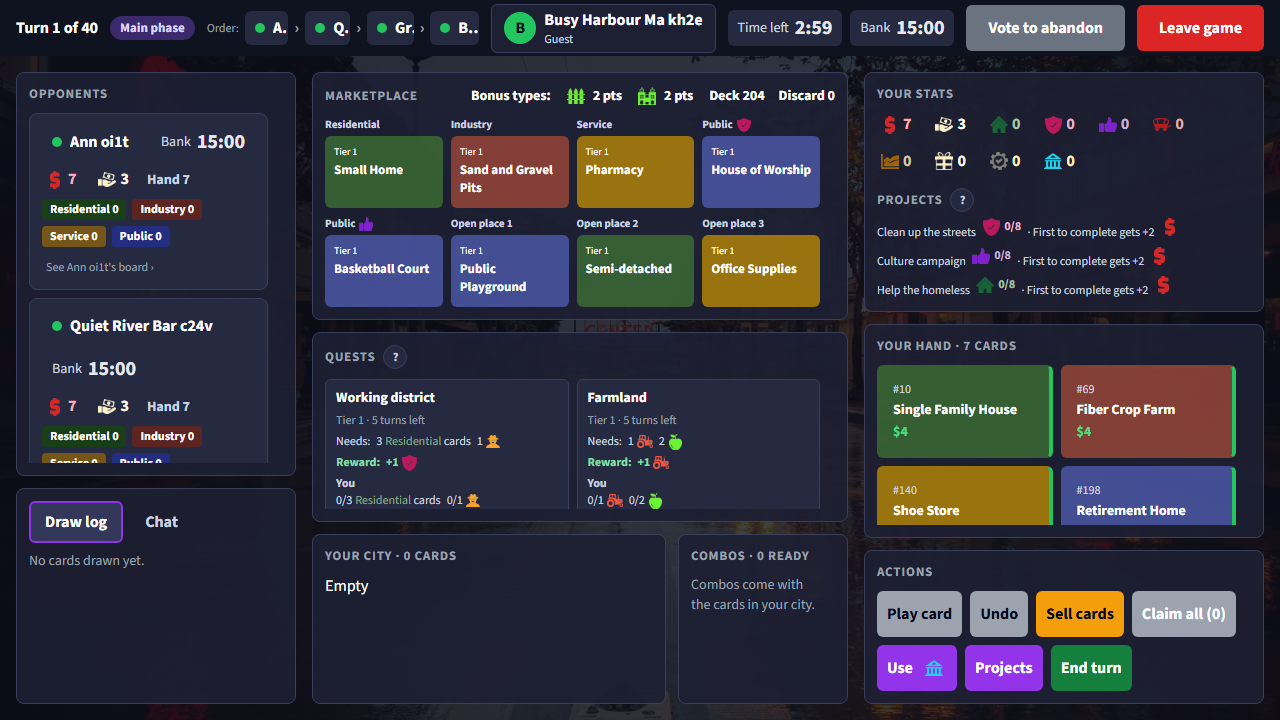 Turn 1 of 40
Main phase
Order:
A.
›
Q.
›
Gr.
›
B..
B
Busy Harbour Ma kh2e
Guest
Time left 2:59
Bank 15:00
Vote to abandon
Leave game
OPPONENTS
Ann oi1t
Bank 15:00
7
3
Hand 7
Residential 0
Industry 0
Service 0
Public 0
See Ann oi1t's board ›
Quiet River Bar c24v
Bank 15:00
7
3
Hand 7
Residential 0
Industry 0
Service 0
Public 0
Draw log
Chat
No cards drawn yet.
MARKETPLACE
Bonus types:
2 pts
2 pts
Deck 204
Discard 0
Residential
Industry
Service
Public
Tier 1
Small Home
Tier 1
Sand and Gravel
Pits
Tier 1
Pharmacy
Tier 1
House of Worship
Public
Open place 1
Open place 2
Open place 3
Tier 1
Basketball Court
Tier 1
Public
Playground
Tier 1
Semi-detached
Tier 1
Office Supplies
QUESTS
?
Working district
Tier 1 · 5 turns left
Needs: 3 Residential cards 1
Reward: +1
You
0/3 Residential cards 0/1
Farmland
Tier 1 · 5 turns left
Needs: 1 2
Reward: +1
You
0/1 0/2
YOUR CITY · 0 CARDS
Empty
COMBOS · 0 READY
Combos come with
the cards in your city.
YOUR STATS
$ 7
3
0
0
0
0
0
0
0
0
PROJECTS
?
Clean up the streets 0/8 · First to complete gets +2 $
Culture campaign 0/8 · First to complete gets +2 $
Help the homeless 0/8 · First to complete gets +2 $
YOUR HAND · 7 CARDS
#10
Single Family House
$4
#69
Fiber Crop Farm
$4
#140
Shoe Store
#198
Retirement Home
ACTIONS
Play card
Undo
Sell cards
Claim all (0)
Use
Projects
End turn